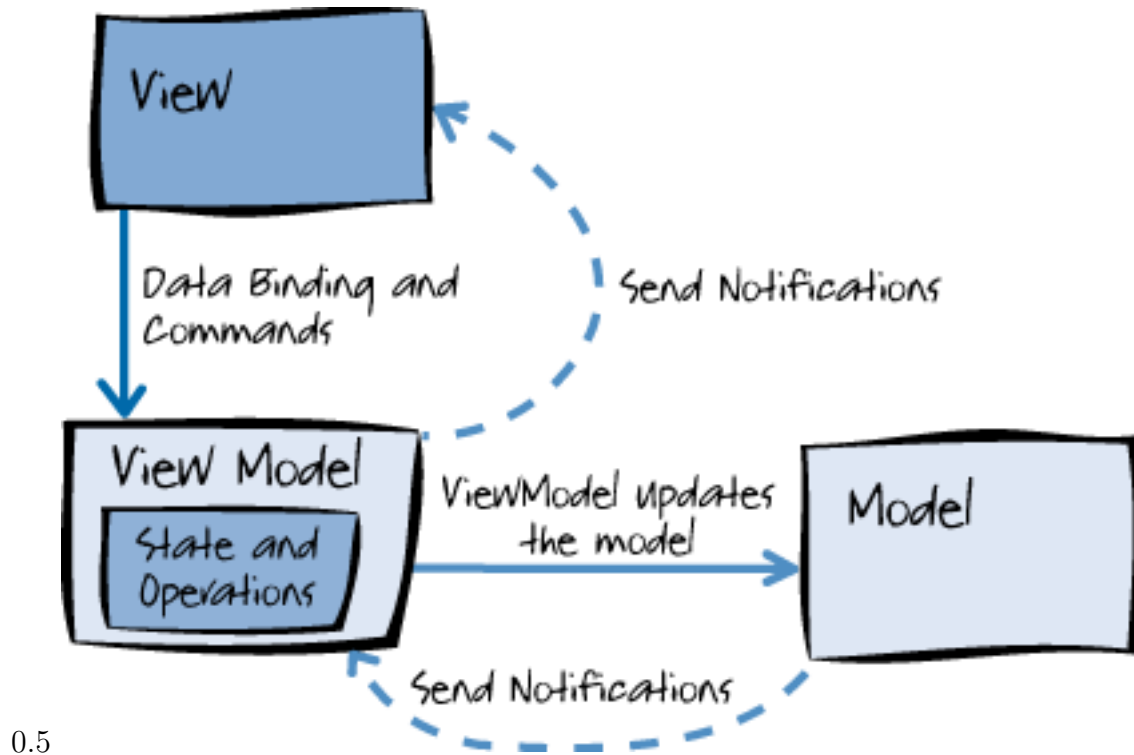 View
Data Binding and
Commands
Send Notifications
View Model
State and
Operations
ViewModel updates
the model
Model
Send Notifications
0.5